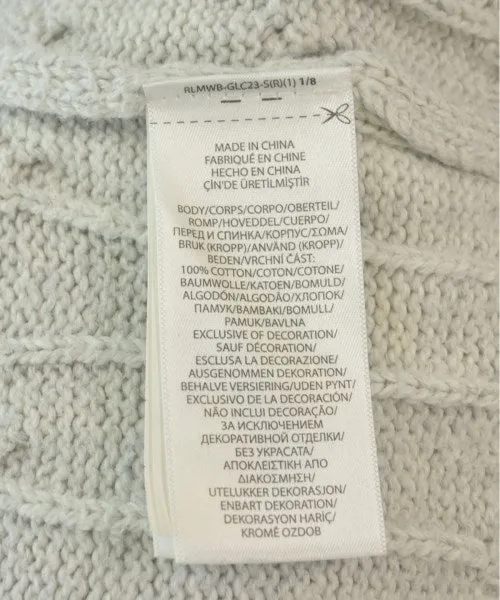 RLMWB-GLC23-S(R)(1) 1/8
MADE IN CHINA
FABRIQUÉ EN CHINE
HECHO EN CHINA
ÇİN'DE ÜRETİLMİŞTİR
BODY/CORPS/CORPO/OBERTEIL/
ROMP/HOVEDDEL/CUERPO/
ПЕРЕД И СПИНКА/КОРПУС/ΣΩΜΑ/
BRUK (KROPP)/ANVÄND (KROPP)/
BEDEN/VRCHNÍ ČÁST:
100% COTTON/COTON/COTONE/
BAUMWOLLE/KATOEN/BOMULD/
ALGODÓN/ALGODÃO/ХЛОПОК/
ПАМУК/ΒΑΜΒΑΚΙ/BOMULL/
PAMUK/BAVLNA
EXCLUSIVE OF DECORATION/
SAUF DÉCORATION/
ESCLUSA LA DECORAZIONE/
AUSGENOMMEN DEKORATION/
BEHALVE VERSIERING/UDEN PYNT/
EXCLUSIVO DE LA DECORACIÓN/
NÃO INCLUI DECORAÇÃO/
ЗА ИСКЛЮЧЕНИЕМ
ДЕКОРАТИВНОЙ ОТДЕЛКИ/
БЕЗ УКРАСАТА/
ΑΠΟΚΛΕΙΣΤΙΚΗ ΑΠΟ
ΔΙΑΚΟΣΜΗΣΗ/
UTELUKKER DEKORASJON/
ENBART DEKORATION/
DEKORASYON HARİÇ/
KROMĚ OZDOB